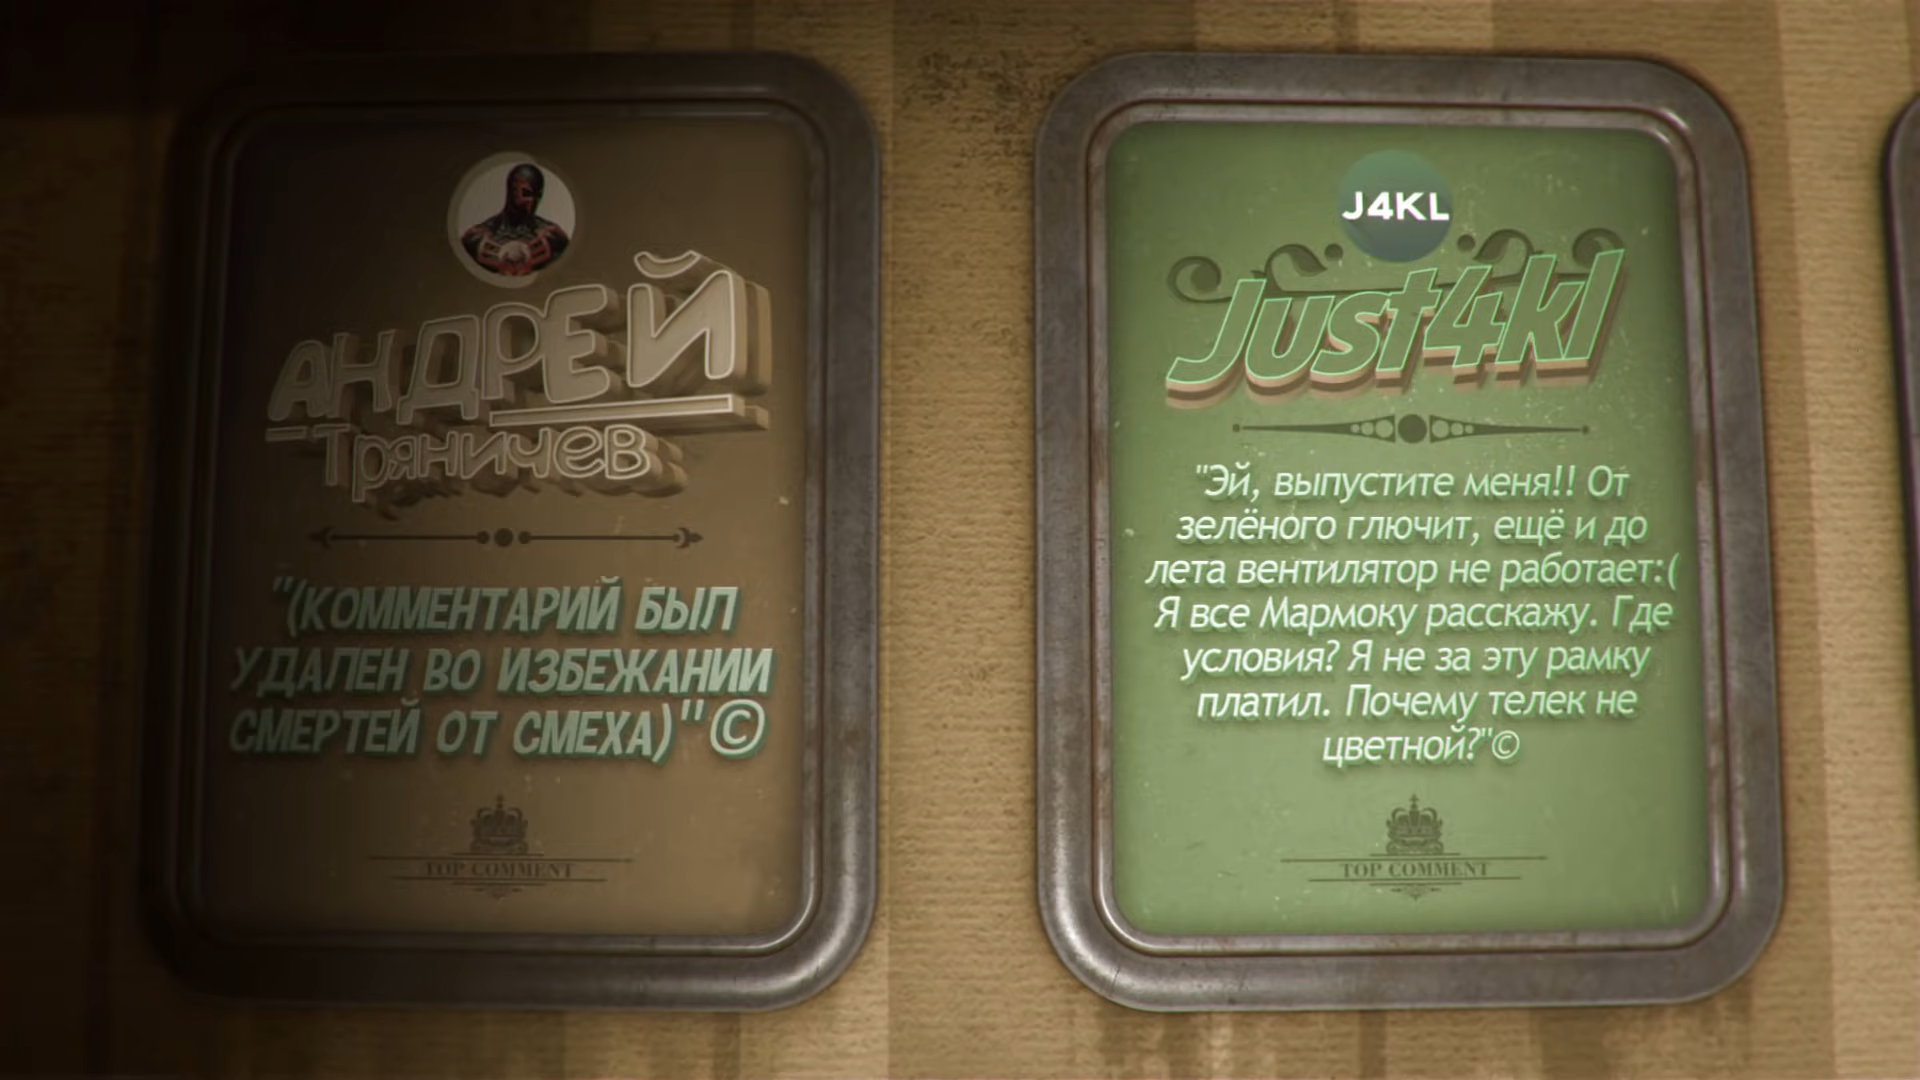 АНДРЕЙ
Тряничев
"(КОММЕНТАРИЙ БЫЛ
УДАЛЕН ВО ИЗБЕЖАНИИ
СМЕРТЕЙ ОТ СМЕХА)"©
TOP COMMENT
J4KL
Just4kl
"Эй, выпустите меня!! От
зелёного глючит, ещё и до
лета вентилятор не работает:(
Я все Мармоку расскажу. Где
условия? Я не за эту рамку
платил. Почему телек не
цветной?"©
TOP COMMENT